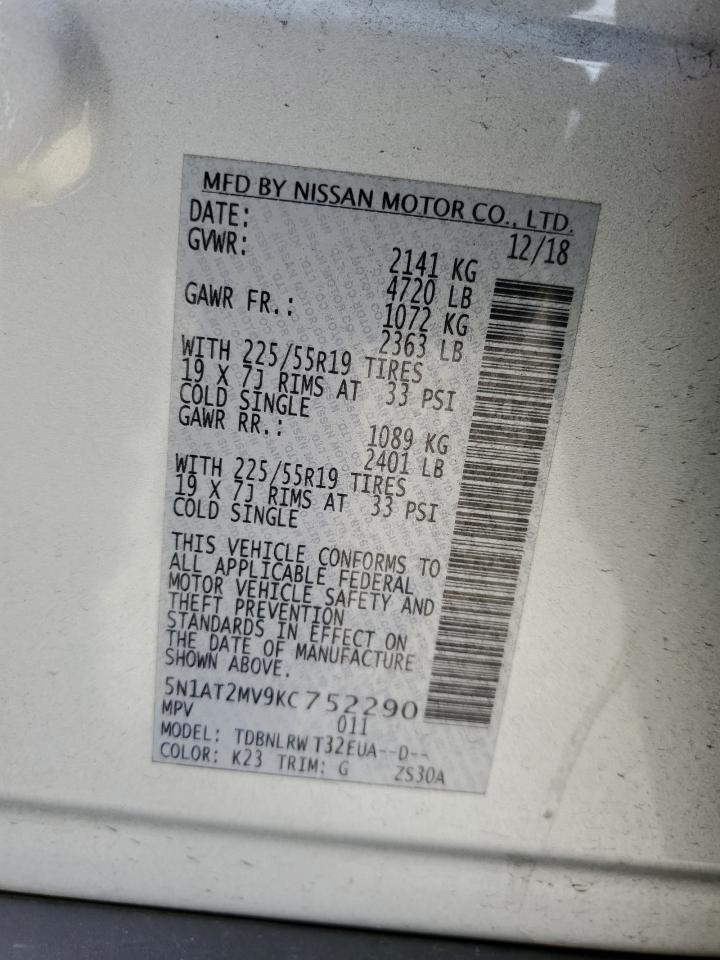 MFD BY NISSAN MOTOR CO., LTD.
DATE: 12/18
GVWR: 2141 KG
4720 LB
GAWR FR.: 1072 KG
2363 LB
WITH 225/55R19 TIRES
19 X 7J RIMS AT 33 PSI
COLD SINGLE
GAWR RR.: 1089 KG
2401 LB
WITH 225/55R19 TIRES
19 X 7J RIMS AT 33 PSI
COLD SINGLE
THIS VEHICLE CONFORMS TO
ALL APPLICABLE FEDERAL
MOTOR VEHICLE SAFETY AND
THEFT PREVENTION
STANDARDS IN EFFECT ON
THE DATE OF MANUFACTURE
SHOWN ABOVE.
5N1AT2MV9KC752290
MPV 011
MODEL: TDBNLRW T32EUA--D--
COLOR: K23 TRIM: G ZS30A